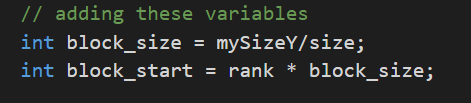 // adding these variables
int block_size = mySizeY/size;
int block_start = rank * block_size;